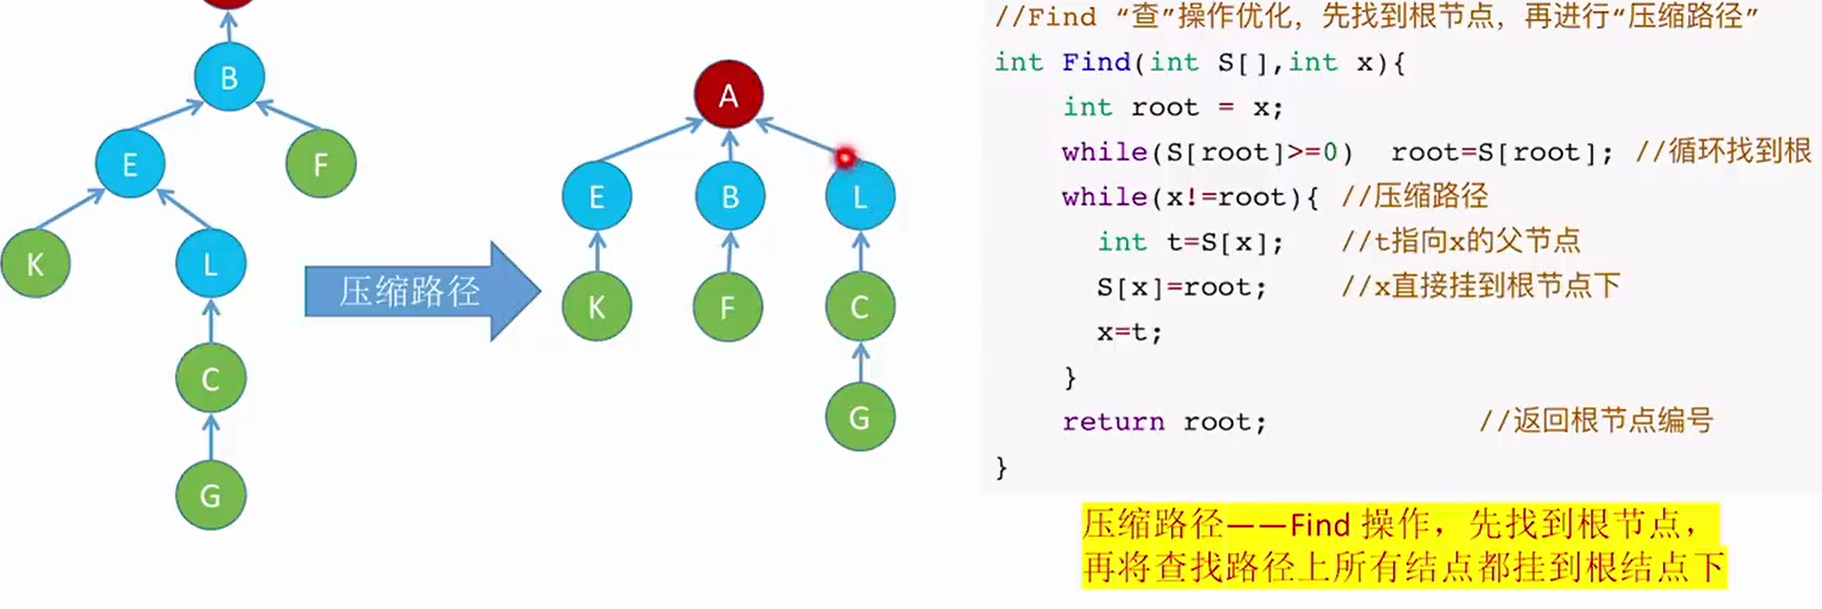 B
E
F
K
L
C
G
压缩路径
A
E
B
L
K
F
C
G
//Find “查”操作优化，先找到根节点，再进行“压缩路径”
int Find(int S[],int x){
int root = x;
while(S[root]>=0) root=S[root]; //循环找到根
while(x!=root){ //压缩路径
int t=S[x]; //t指向x的父节点
S[x]=root; //x直接挂到根节点下
x=t;
}
return root; //返回根节点编号
}
压缩路径——Find 操作，先找到根节点，
再将查找路径上所有结点都挂到根结点下